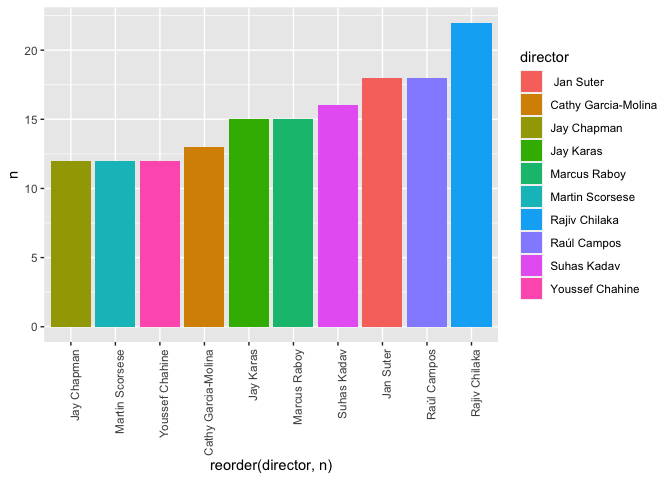 n
20
15
10
5
0
Jay Chapman
Martin Scorsese
Youssef Chahine
Cathy Garcia-Molina
Jay Karas
Marcus Raboy
Suhas Kadav
Jan Suter
Raúl Campos
Rajiv Chilaka
reorder(director, n)
director
Jan Suter
Cathy Garcia-Molina
Jay Chapman
Jay Karas
Marcus Raboy
Martin Scorsese
Rajiv Chilaka
Raúl Campos
Suhas Kadav
Youssef Chahine